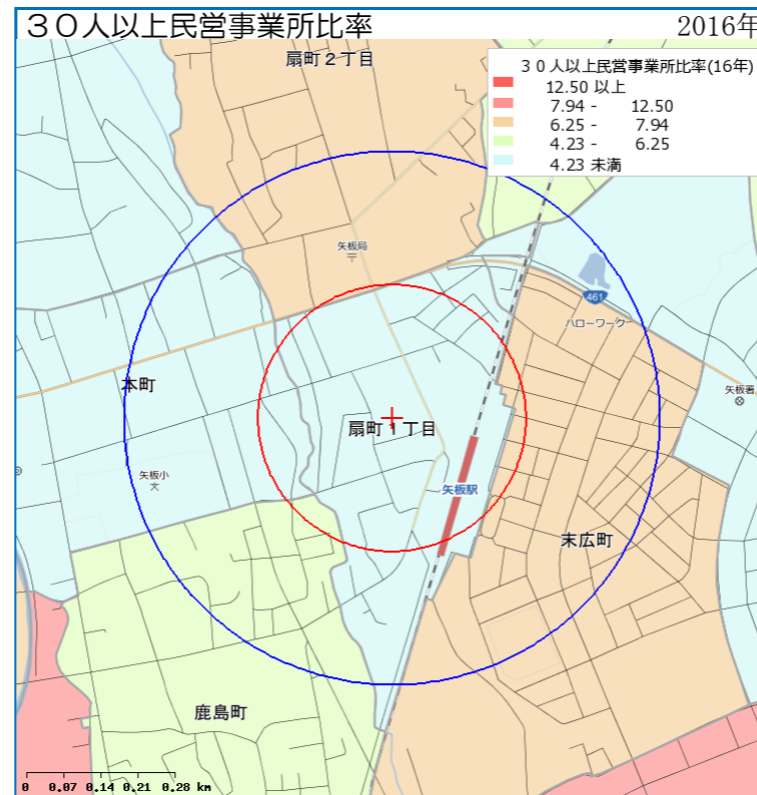 30人以上民営事業所比率
2016年
30人以上民営事業所比率(16年)
12.50 以上
7.94 - 12.50
6.25 - 7.94
4.23 - 6.25
4.23 未満
扇町2丁目
矢板局
461
ハローワーク
本町
矢板署
扇町1丁目
矢板小
矢板駅
末広町
鹿島町
0 0.07 0.14 0.21 0.28 km